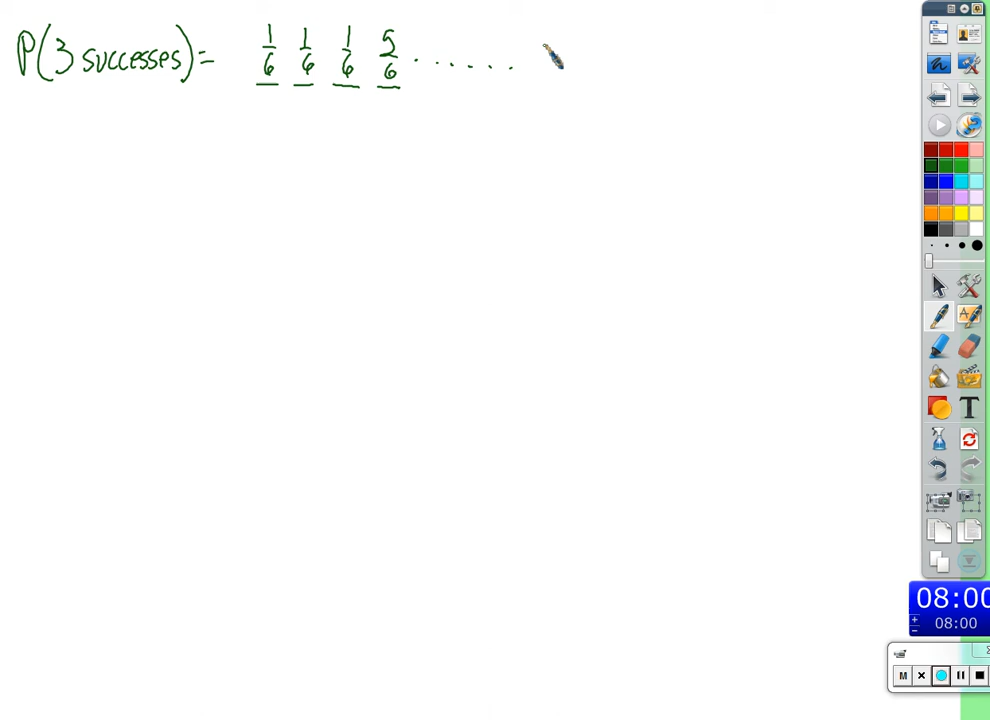 P(3 successes) = 1/6 1/6 1/6 5/6 . . . . . .
A
T
08:00
08:00
M